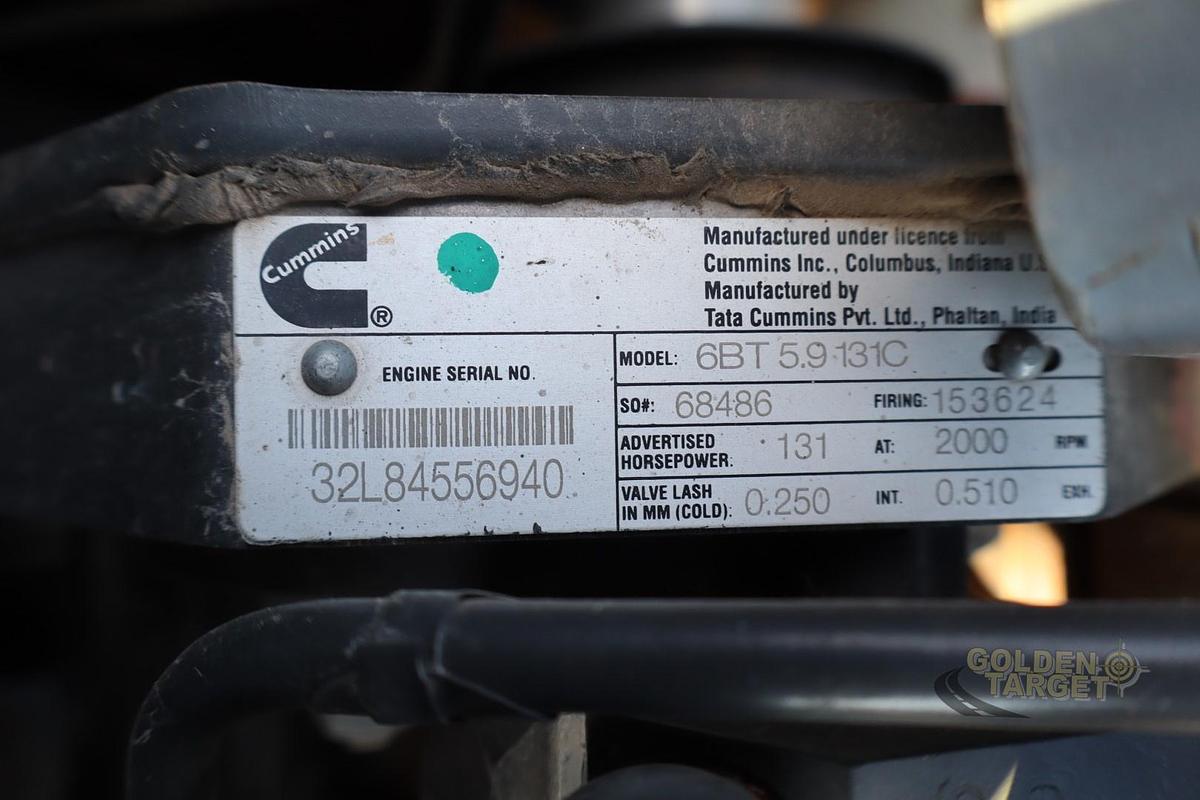 Cummins
®
Manufactured under licence from
Cummins Inc., Columbus, Indiana U.S.
Manufactured by
Tata Cummins Pvt. Ltd., Phaltan, India
ENGINE SERIAL NO.
32L84556940
MODEL: 6BT 5.9 131C
SO#: 68486 FIRING: 153624
ADVERTISED HORSEPOWER: 131 AT: 2000 RPM
VALVE LASH IN MM (COLD): 0.250 INT. 0.510 EXH.
GOLDEN
TARGET